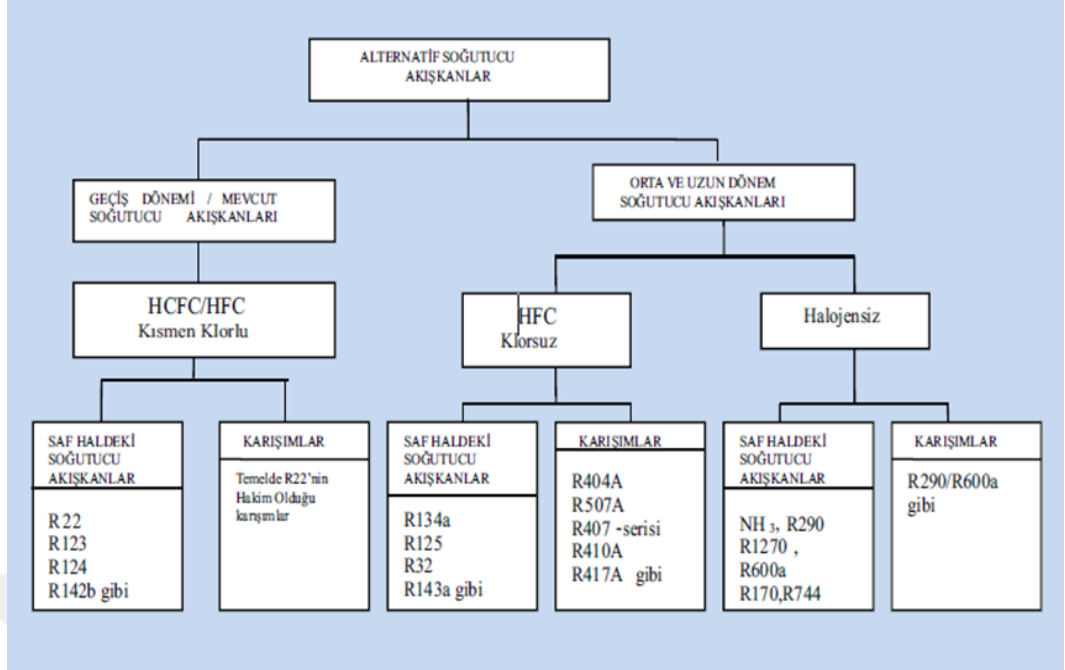 ALTERNATİF SOĞUTUCU
AKIŞKANLAR
GEÇİŞ DÖNEMİ / MEVCUT
SOĞUTUCU AKIŞKANLARI
ORTA VE UZUN DÖNEM
SOĞUTUCU AKIŞKANLARI
HCFC/HFC
Kısmen Klorlu
HFC
Klorsuz
Halojensiz
SAF HALDEKİ
SOĞUTUCU
AKIŞKANLAR
R22
R123
R124
R142b gibi
KARIŞIMLAR
Temelde R22’nin
Hakim Olduğu
karışımlar
SAF HALDEKİ
SOĞUTUCU
AKIŞKANLAR
R134a
R125
R32
R143a gibi
KARIŞIMLAR
R404A
R507A
R407 -serisi
R410A
R417A gibi
SAF HALDEKİ
SOĞUTUCU
AKIŞKANLAR
NH ₃, R290
R1270 ,
R600a
R170,R744
KARIŞIMLAR
R290/R600a
gibi